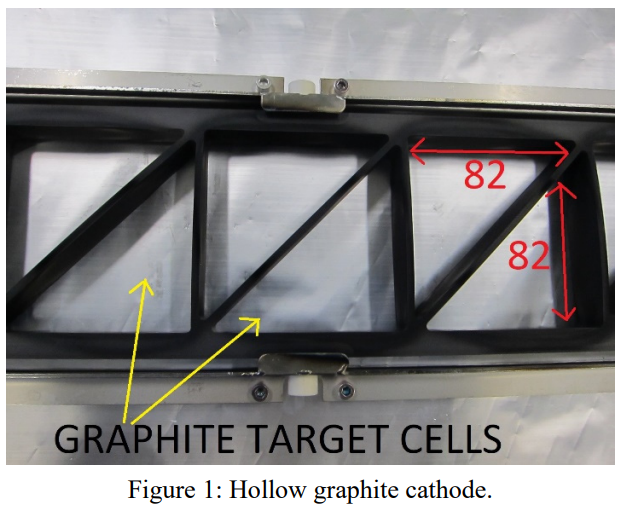 82
82
GRAPHITE TARGET CELLS
Figure 1: Hollow graphite cathode.